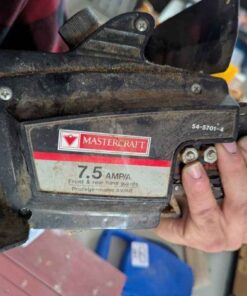 MASTERCRAFT
54-5701-4
7.5 AMP/A
Front & rear hand guards